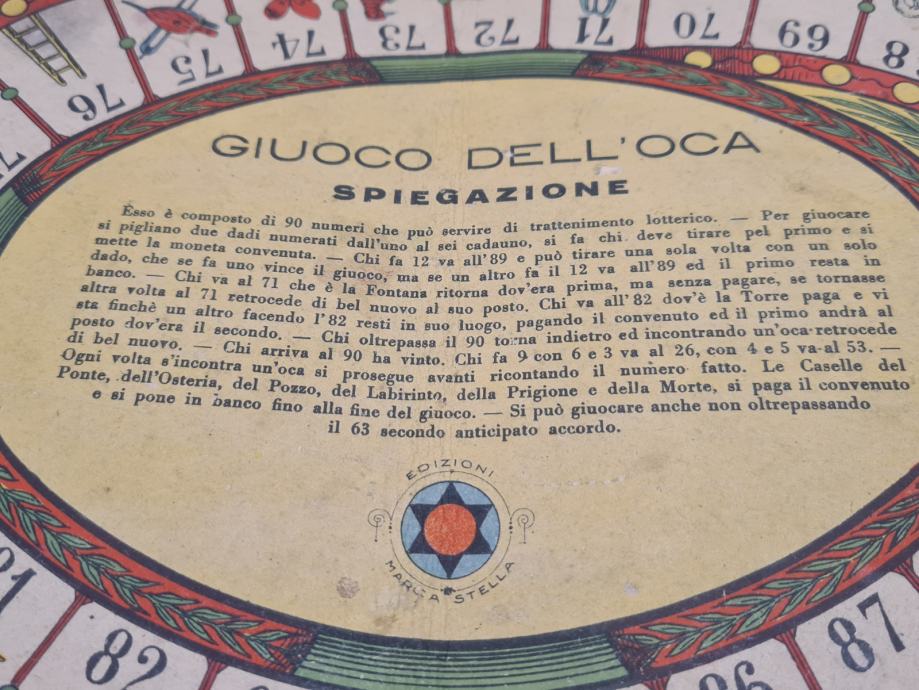 76
75
74
73
72
71
70
69
GIUOCO DELL'OCA
SPIEGAZIONE
Esso è composto di 90 numeri che può servire di trattenimento lotterico. — Per giuocare
si pigliano due dadi numerati dall'uno al sei cadauno, si fa chi deve tirare pel primo e si
mette la moneta convenuta. — Chi fa 12 va all'89 e può tirare una sola volta con un solo
dado, che se fa uno vince il giuoco, ma se un altro fa il 12 va all'89 ed il primo resta in
banco. — Chi va al 71 che è la Fontana ritorna dov'era prima, ma senza pagare, se tornasse
altra volta al 71 retrocede di bel nuovo al suo posto. Chi va all'82 dov'è la Torre paga e vi
sta finchè un altro facendo l'82 resti in suo luogo, pagando il convenuto ed il primo andrà al
posto dov'era il secondo. — Chi oltrepassa il 90 torna indietro ed incontrando un'oca retrocede
di bel nuovo. — Chi arriva al 90 ha vinto. Chi fa 9 con 6 e 3 va al 26, con 4 e 5 va al 53. —
Ogni volta s'incontra un'oca si prosegue avanti ricontando il numero fatto. Le Caselle del
Ponte, dell'Osteria, del Pozzo, del Labirinto, della Prigione e della Morte, si paga il convenuto
e si pone in banco fino alla fine del giuoco. — Si può giuocare anche non oltrepassando
il 63 secondo anticipato accordo.
EDIZIONI
MARCA STELLA
82
87